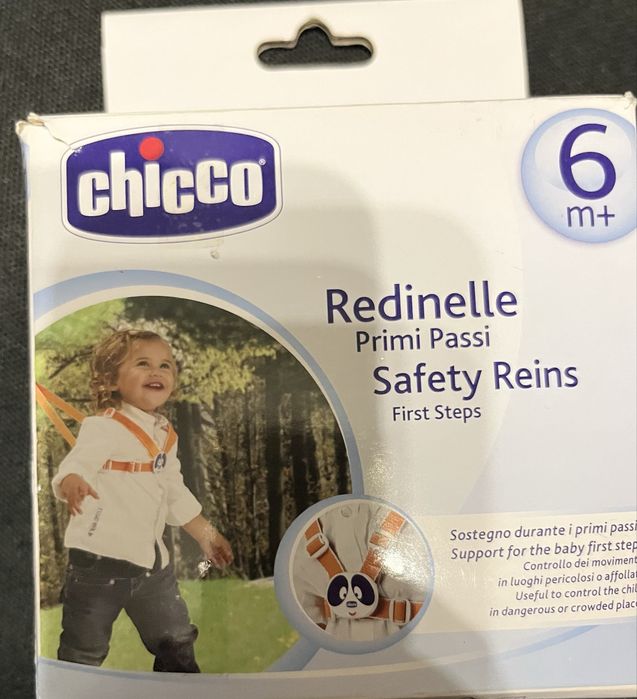 chicco
6
m+
Redinelle
Primi Passi
Safety Reins
First Steps
Sostegno durante i primi passi
Support for the baby first step
Controllo dei moviment
in luoghi pericolosi o affolla
Useful to control the chil
in dangerous or crowded plac